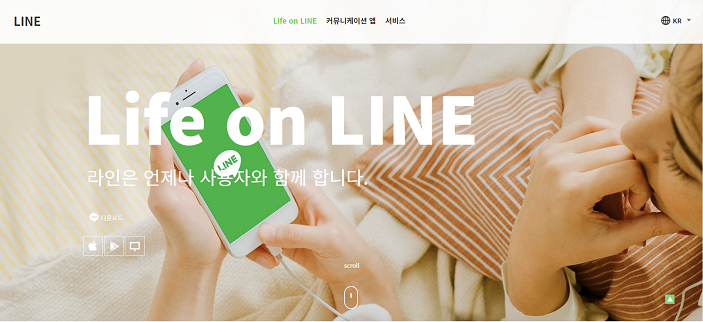 LINE
Life on LINE 커뮤니케이션 앱 서비스
KR
Life on LINE
LINE
라인은 언제나 사용자와 함께 합니다.
다운로드
scroll